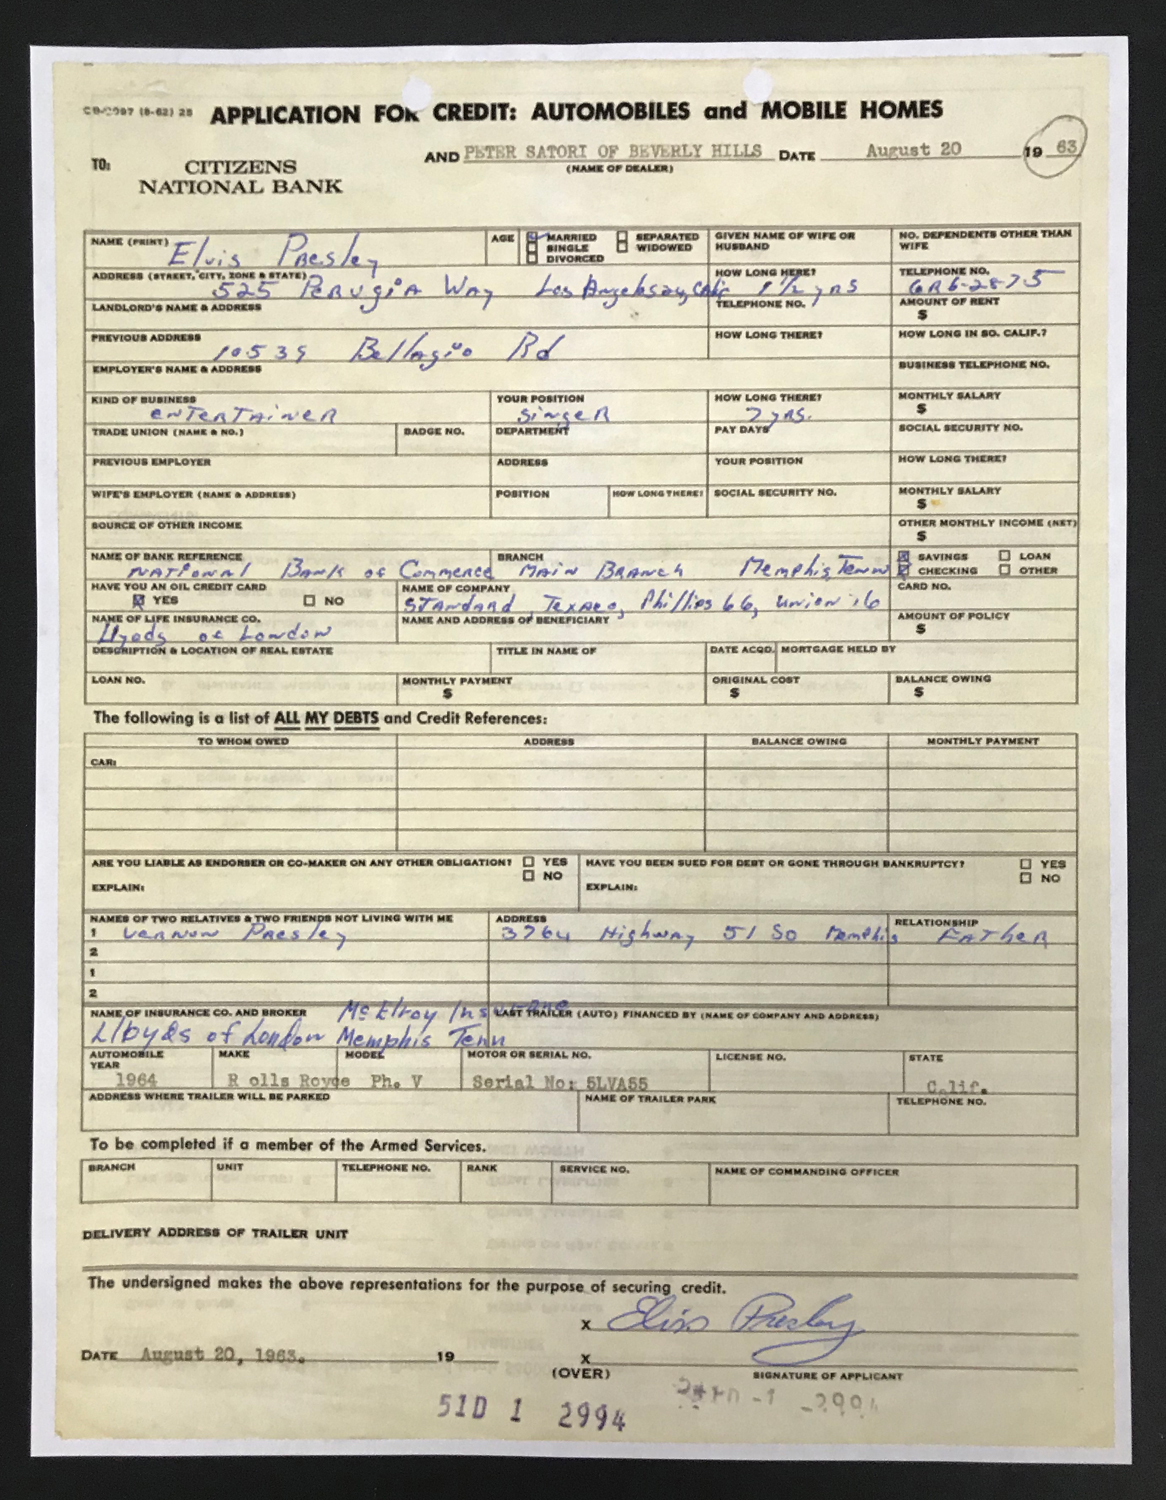 CB-C097 (8-62) 25 APPLICATION FOR CREDIT: AUTOMOBILES and MOBILE HOMES
TO: CITIZENS NATIONAL BANK
AND PETER SATORI OF BEVERLY HILLS DATE August 20 19 63
(NAME OF DEALER)
NAME (PRINT) Elvis Presley AGE MARRIED SINGLE DIVORCED SEPARATED WIDOWED GIVEN NAME OF WIFE OR HUSBAND NO. DEPENDENTS OTHER THAN WIFE
ADDRESS (STREET, CITY, ZONE & STATE) 525 Perugia Way Los Angeles 24, Calif HOW LONG HERE? 1 1/2 yrs TELEPHONE NO. GR6-2875
LANDLORD'S NAME & ADDRESS TELEPHONE NO. AMOUNT OF RENT $
PREVIOUS ADDRESS 10539 Bellagio Rd HOW LONG THERE? HOW LONG IN SO. CALIF.?
EMPLOYER'S NAME & ADDRESS BUSINESS TELEPHONE NO.
KIND OF BUSINESS entertainer YOUR POSITION singer HOW LONG THERE? 7 yrs. MONTHLY SALARY $
TRADE UNION (NAME & NO.) BADGE NO. DEPARTMENT PAY DAYS SOCIAL SECURITY NO.
PREVIOUS EMPLOYER ADDRESS YOUR POSITION HOW LONG THERE?
WIFE'S EMPLOYER (NAME & ADDRESS) POSITION HOW LONG THERE? SOCIAL SECURITY NO. MONTHLY SALARY $
SOURCE OF OTHER INCOME OTHER MONTHLY INCOME (NET) $
NAME OF BANK REFERENCE National Bank of Commerce BRANCH Main Branch Memphis, Tenn SAVINGS LOAN CHECKING OTHER
HAVE YOU AN OIL CREDIT CARD YES NO NAME OF COMPANY Standard, Texaco, Phillips 66, Union 76 CARD NO.
NAME OF LIFE INSURANCE CO. Llyods of London NAME AND ADDRESS OF BENEFICIARY AMOUNT OF POLICY $
DESCRIPTION & LOCATION OF REAL ESTATE TITLE IN NAME OF DATE ACQD. MORTGAGE HELD BY
LOAN NO. MONTHLY PAYMENT $ ORIGINAL COST $ BALANCE OWING $
The following is a list of ALL MY DEBTS and Credit References:
TO WHOM OWED ADDRESS BALANCE OWING MONTHLY PAYMENT
CAR:
ARE YOU LIABLE AS ENDORSER OR CO-MAKER ON ANY OTHER OBLIGATION? YES NO HAVE YOU BEEN SUED FOR DEBT OR GONE THROUGH BANKRUPTCY? YES NO
EXPLAIN: EXPLAIN:
NAMES OF TWO RELATIVES & TWO FRIENDS NOT LIVING WITH ME ADDRESS RELATIONSHIP
1 Vernon Presley 3764 Highway 51 So Memphis Father
2
1
2
NAME OF INSURANCE CO. AND BROKER McElroy Insurance LAST TRAILER (AUTO) FINANCED BY (NAME OF COMPANY AND ADDRESS)
Lloyds of London Memphis Tenn
AUTOMOBILE YEAR MAKE MODEL MOTOR OR SERIAL NO. LICENSE NO. STATE
1964 R olls Royce Ph. V Serial No: 5LVA55 Calif.
ADDRESS WHERE TRAILER WILL BE PARKED NAME OF TRAILER PARK TELEPHONE NO.
To be completed if a member of the Armed Services.
BRANCH UNIT TELEPHONE NO. RANK SERVICE NO. NAME OF COMMANDING OFFICER
DELIVERY ADDRESS OF TRAILER UNIT
The undersigned makes the above representations for the purpose of securing credit.
X Elvis Presley
DATE August 20, 1963. 19 X
(OVER) SIGNATURE OF APPLICANT
51D 1 2994